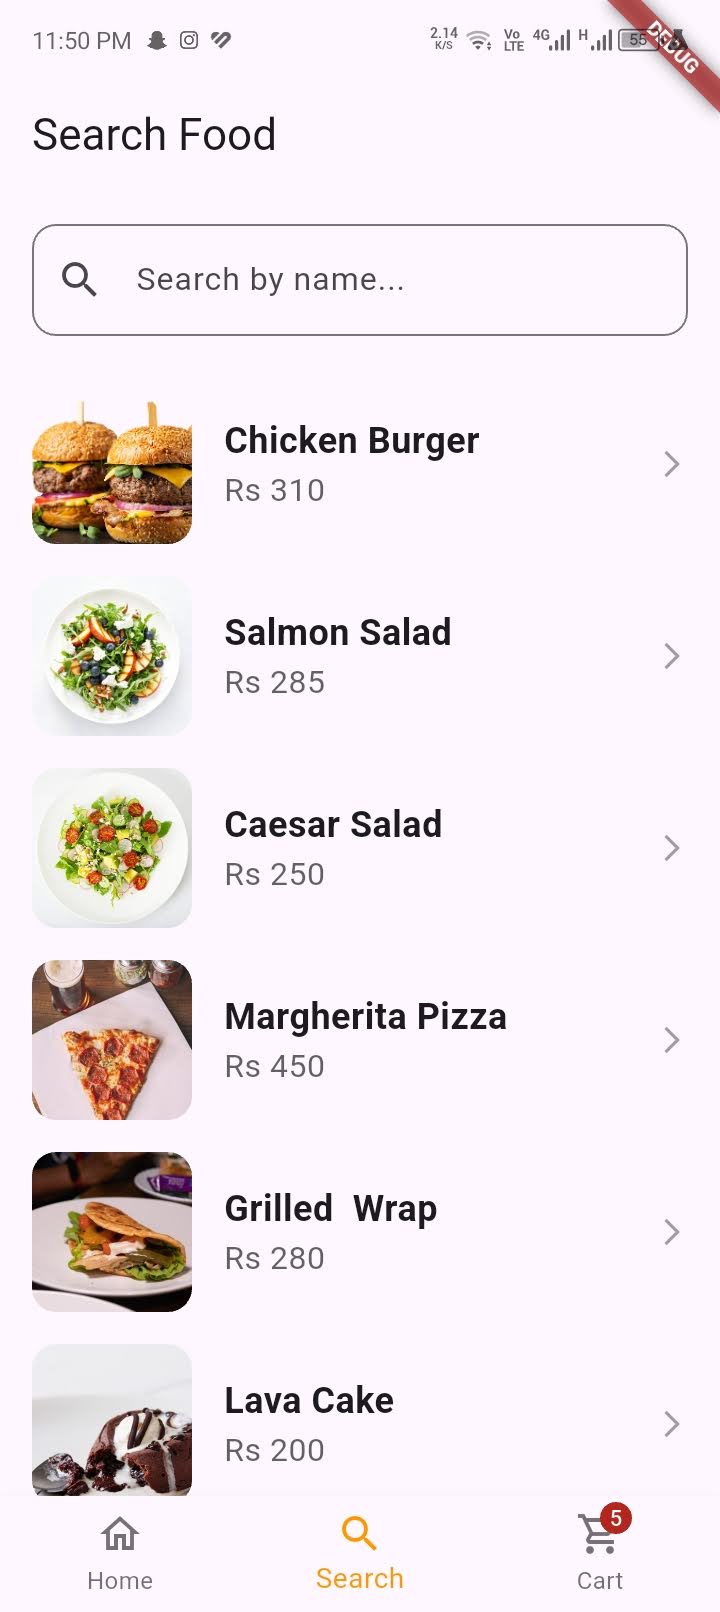 11:50 PM
2.14
K/S
Vo
LTE
4G
H
55
DEBUG
Search Food
Search by name...
Chicken Burger
Rs 310
Salmon Salad
Rs 285
Caesar Salad
Rs 250
Margherita Pizza
Rs 450
Grilled  Wrap
Rs 280
Lava Cake
Rs 200
5
Home
Search
Cart